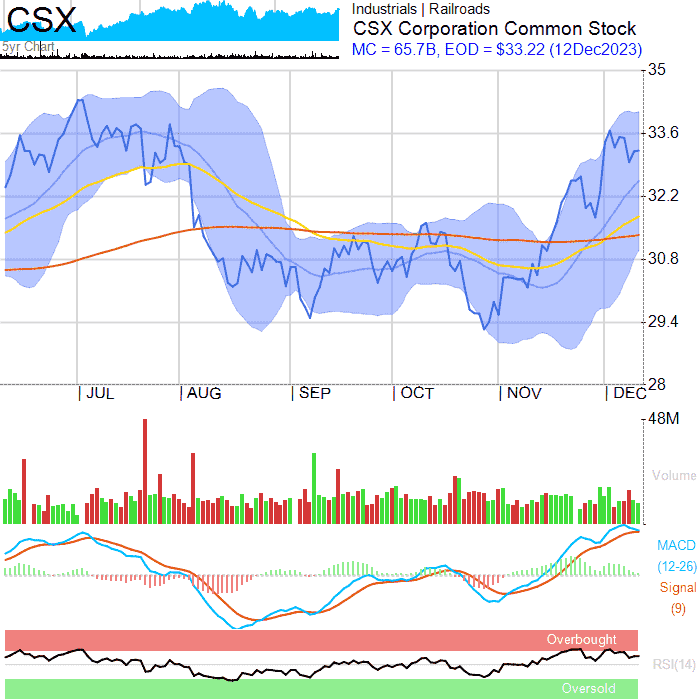 CSX
5yr Chart
Industrials | Railroads
CSX Corporation Common Stock
MC = 65.7B, EOD = $33.22 (12Dec2023)
35
33.6
32.2
30.8
29.4
28
| JUL | AUG | SEP | OCT | NOV | DEC
48M
Volume
MACD
(12-26)
Signal
(9)
Overbought
RSI(14)
Oversold